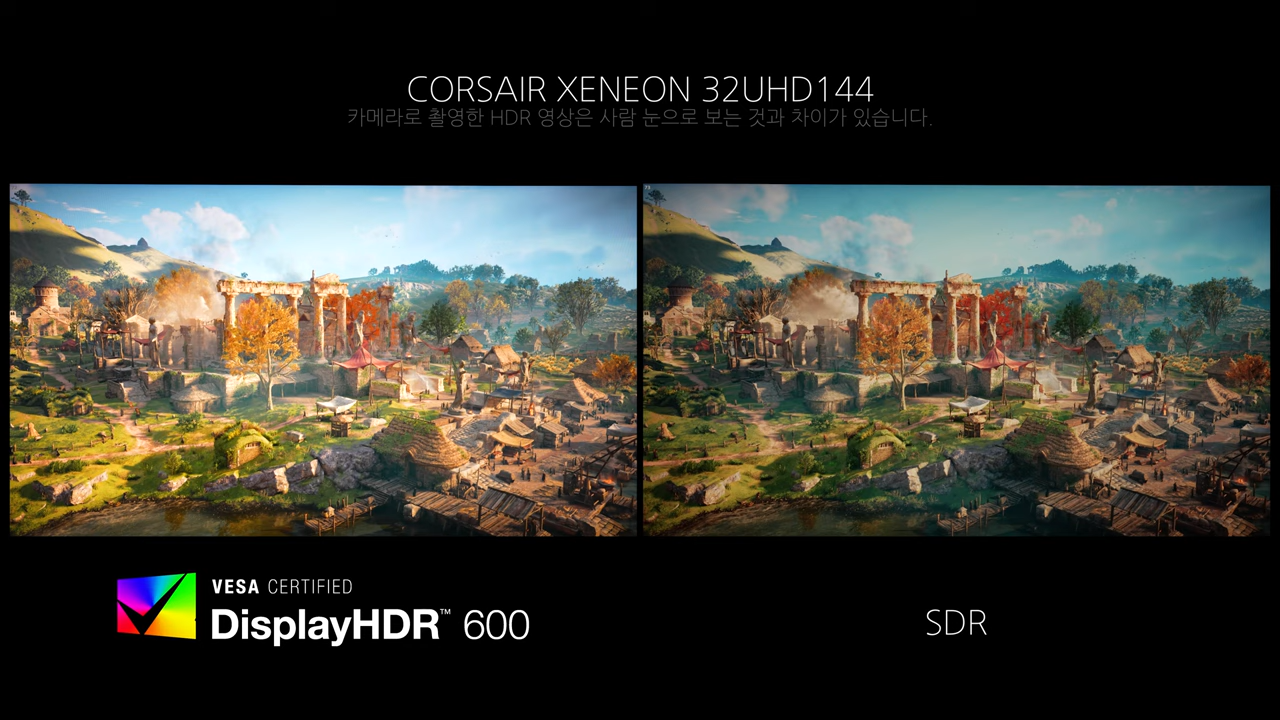 CORSAIR XENEON 32UHD144
카메라로 촬영한 HDR 영상은 사람 눈으로 보는 것과 차이가 있습니다.
VESA CERTIFIED
DisplayHDR™ 600
SDR